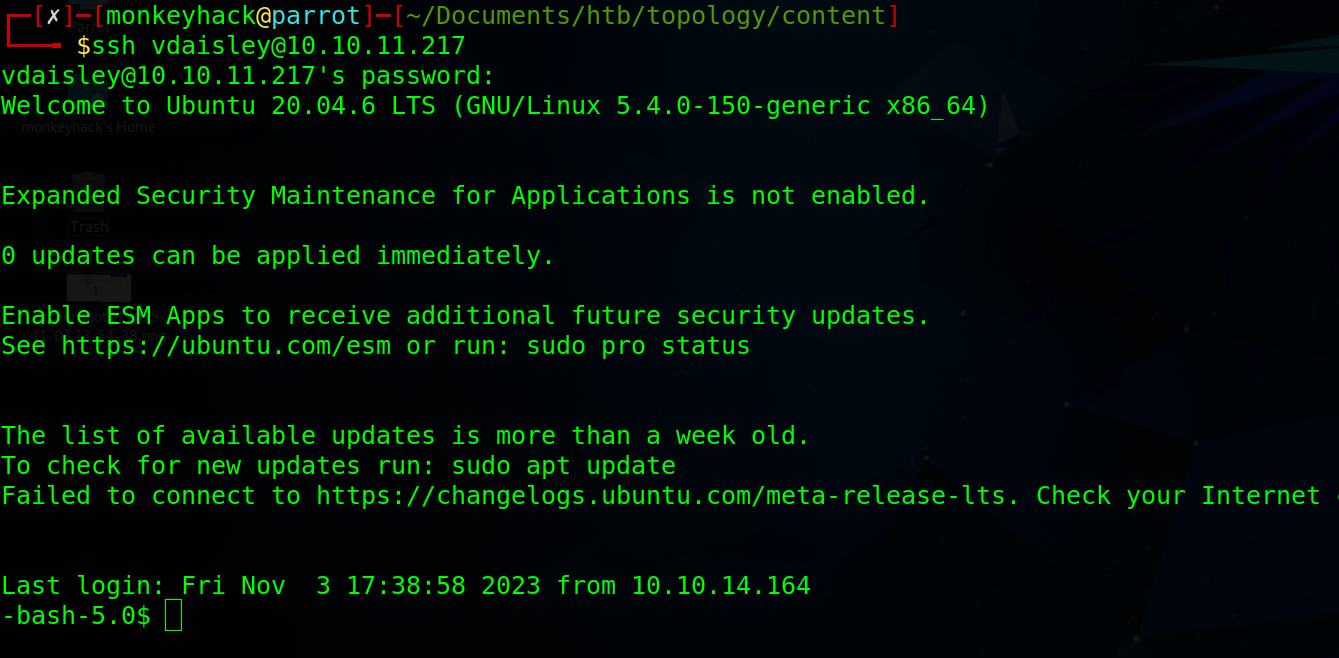 ┌─[✗]─[monkeyhack@parrot]─[~/Documents/htb/topology/content]
└──╼ $ssh vdaisley@10.10.11.217
vdaisley@10.10.11.217's password:
Welcome to Ubuntu 20.04.6 LTS (GNU/Linux 5.4.0-150-generic x86_64)
monkeyhack's Home
Expanded Security Maintenance for Applications is not enabled.
Trash
0 updates can be applied immediately.
Enable ESM Apps to receive additional future security updates.
See https://ubuntu.com/esm or run: sudo pro status
The list of available updates is more than a week old.
To check for new updates run: sudo apt update
Failed to connect to https://changelogs.ubuntu.com/meta-release-lts. Check your Internet
Last login: Fri Nov  3 17:38:58 2023 from 10.10.14.164
-bash-5.0$